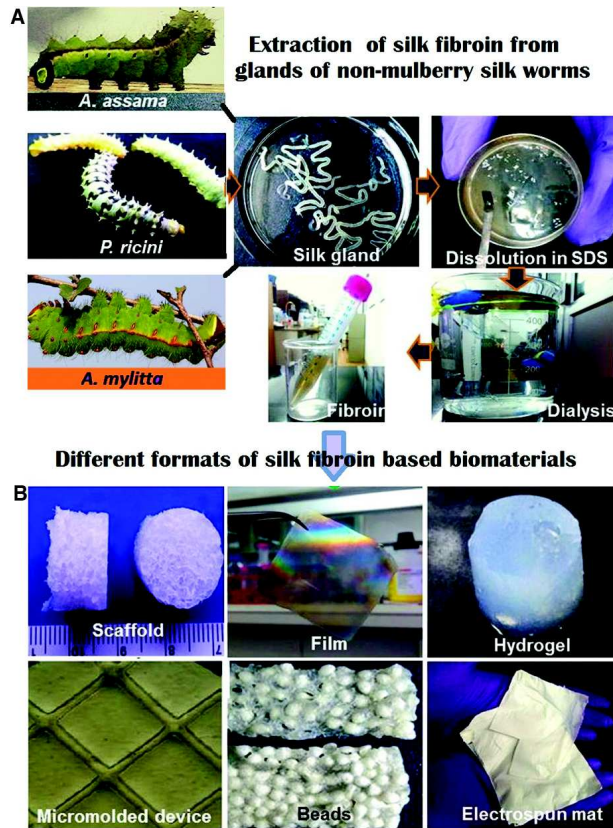 A
Extraction of silk fibroin from
glands of non-mulberry silk worms
A. assama
P. ricini
Silk gland
Dissolution in SDS
A. mylitta
Fibroin
Dialysis
Different formats of silk fibroin based biomaterials
B
Scaffold
Film
Hydrogel
Micromolded device
Beads
Electrospun mat